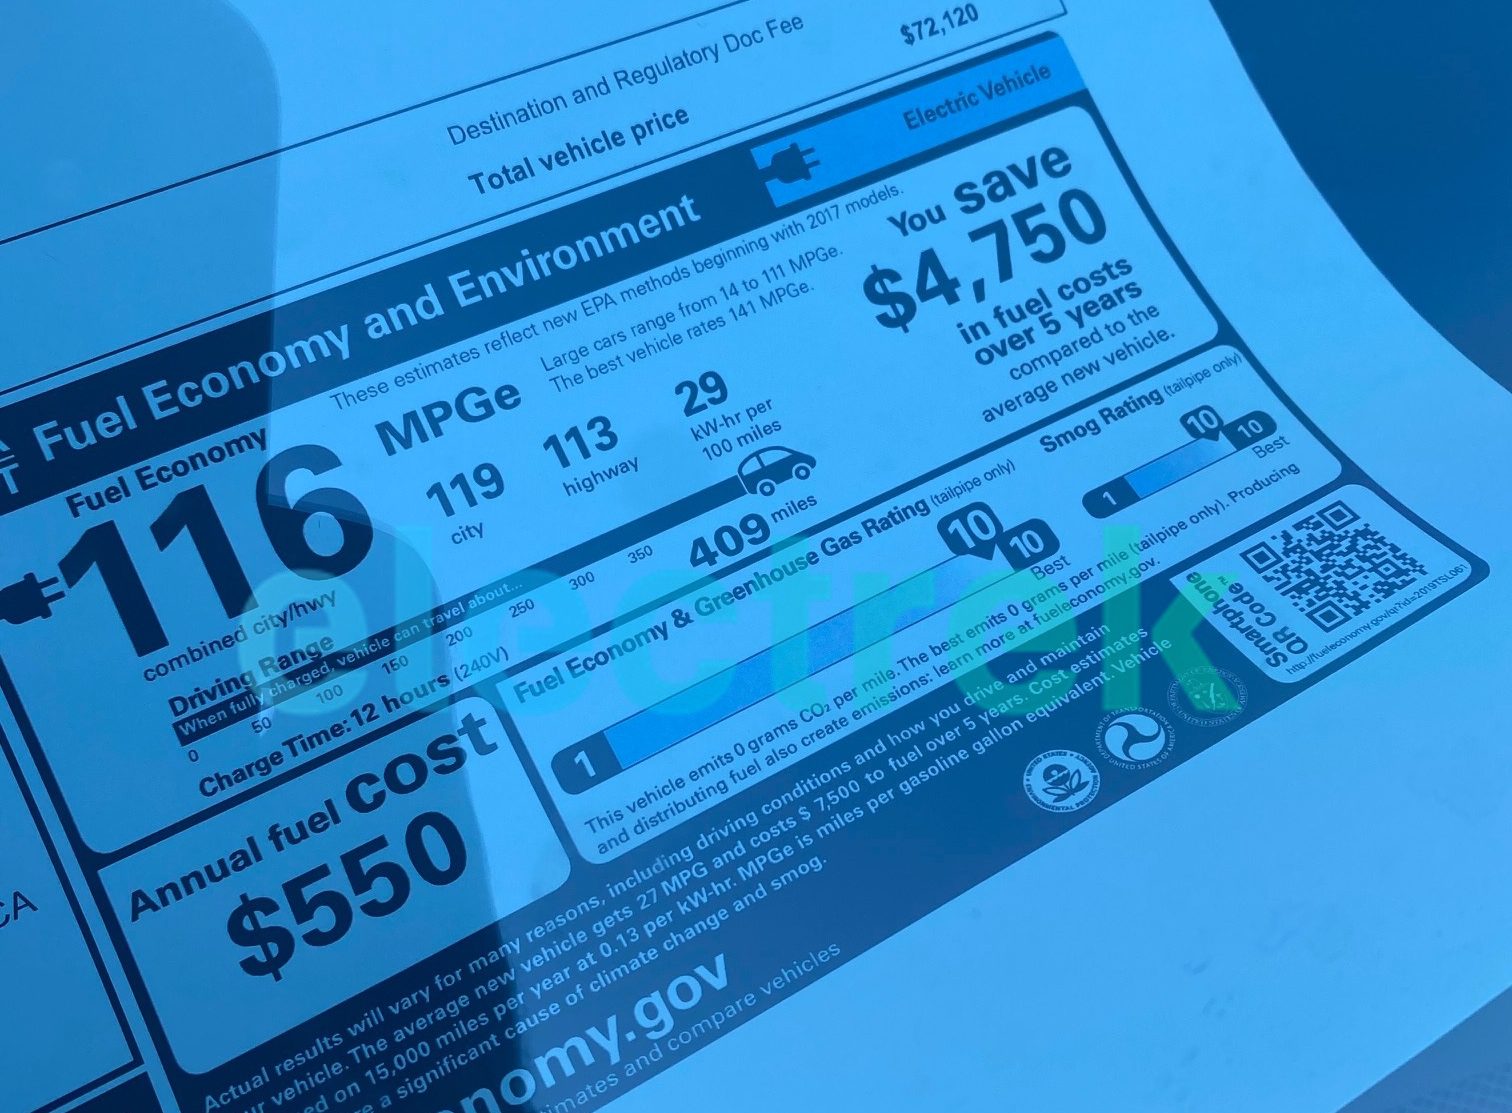 Destination and Regulatory Doc Fee
Total vehicle price $72,120
Fuel Economy and Environment
Electric Vehicle
These estimates reflect new EPA methods beginning with 2017 models.
Fuel Economy
116 MPGe
Large cars range from 14 to 111 MPGe.
The best vehicle rates 141 MPGe.
combined city/hwy
119
city
113
highway
29
kW-hr per
100 miles
You save
$4,750
in fuel costs
over 5 years
compared to the
average new vehicle.
Driving Range
When fully charged, vehicle can travel about...
0 50 100 150 200 250 300 350 409 miles
Charge Time: 12 hours (240V)
Annual fuel cost
$550
Fuel Economy & Greenhouse Gas Rating (tailpipe only)
1 10 10
Best
Smog Rating (tailpipe only)
1 10 10
Best
This vehicle emits 0 grams CO₂ per mile. The best emits 0 grams per mile (tailpipe only). Producing
and distributing fuel also create emissions: learn more at fueleconomy.gov.
Actual results will vary for many reasons, including driving conditions and how you drive and maintain
vehicle. The average new vehicle gets 27 MPG and costs $ 7,500 to fuel over 5 years. Cost estimates
on 15,000 miles per year at 0.13 per kW-hr. MPGe is miles per gasoline gallon equivalent. Vehicle
a significant cause of climate change and smog.
nomy.gov
and compare vehicles
Smartphone
QR Code™
http://fueleconomy.gov/qr?id=2019TSL061
CA
electrek